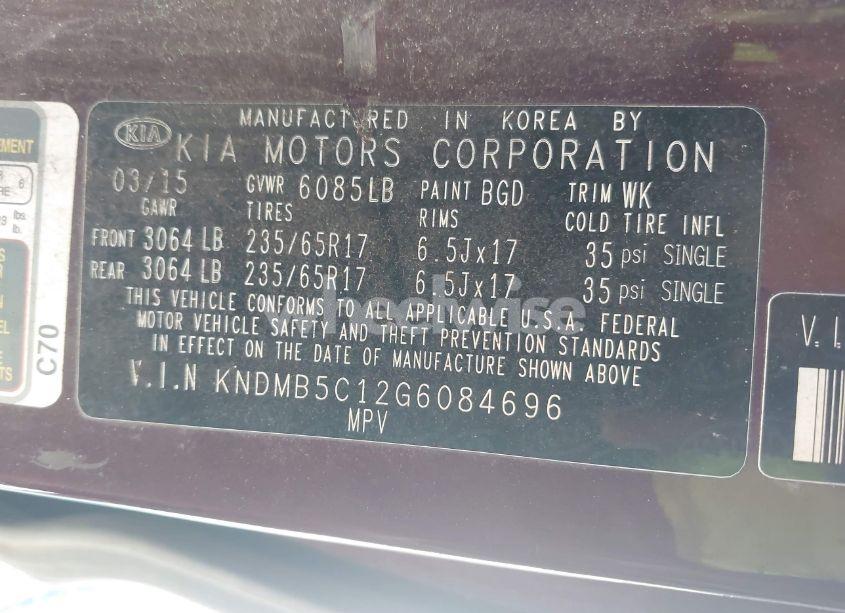 MANUFACTURED IN KOREA BY
KIA KIA MOTORS CORPORATION
03/15 GVWR 6085LB PAINT BGD TRIM WK
GAWR TIRES RIMS COLD TIRE INFL
FRONT 3064 LB 235/65R17 6.5Jx17 35 psi SINGLE
REAR 3064 LB 235/65R17 6.5Jx17 35 psi SINGLE
THIS VEHICLE CONFORMS TO ALL APPLICABLE U.S.A. FEDERAL
MOTOR VEHICLE SAFETY AND THEFT PREVENTION STANDARDS
IN EFFECT ON THE DATE OF MANUFACTURE SHOWN ABOVE
V.I.N KNDMB5C12G6084696
MPV
C70
V.I.